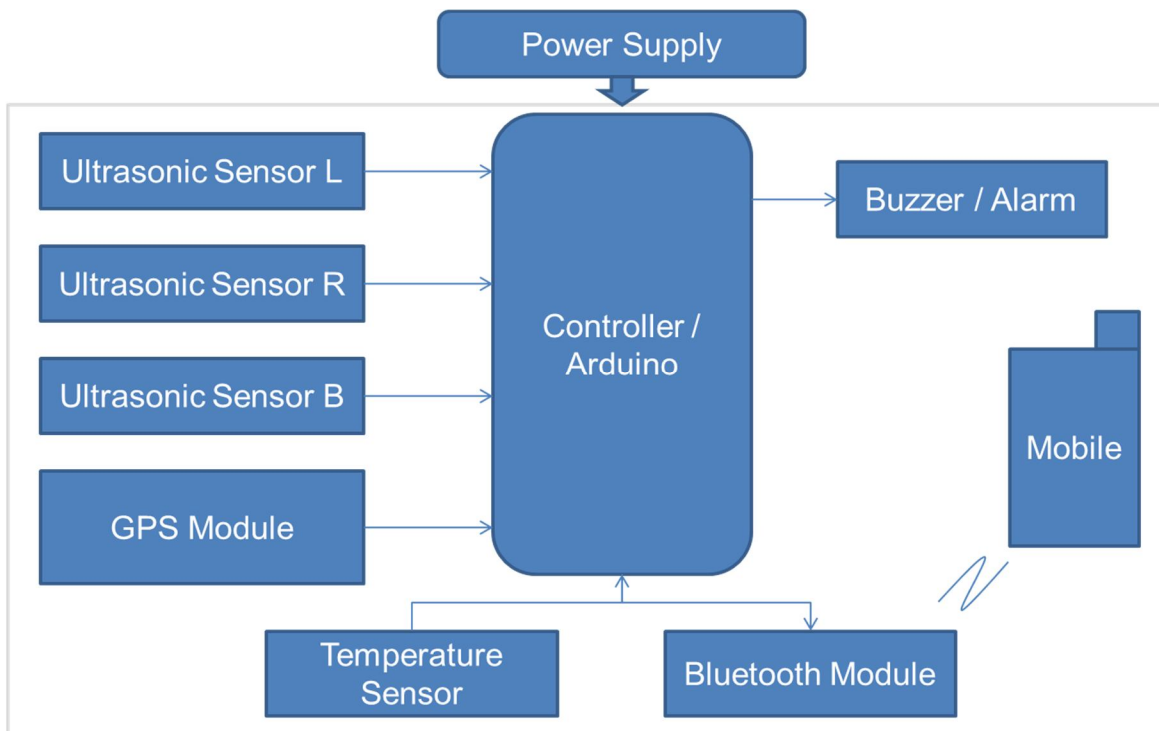 Power Supply
Ultrasonic Sensor L
Buzzer / Alarm
Ultrasonic Sensor R
Controller /
Arduino
Ultrasonic Sensor B
Mobile
GPS Module
Temperature
Sensor
Bluetooth Module